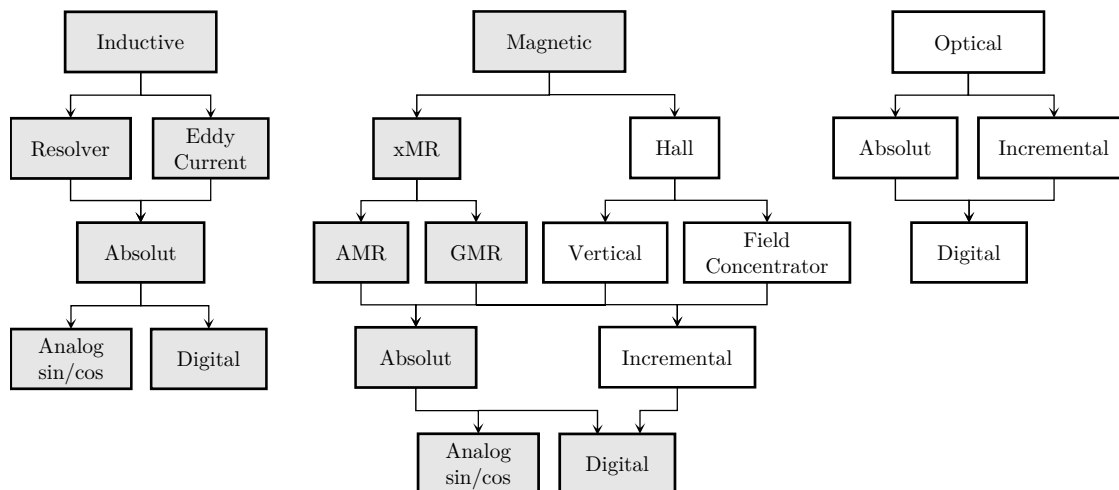 Inductive
Magnetic
Optical
Resolver
Eddy
Current
xMR
Hall
Absolut
Incremental
Absolut
AMR
GMR
Vertical
Field
Concentrator
Digital
Analog
sin/cos
Digital
Absolut
Incremental
Analog
sin/cos
Digital